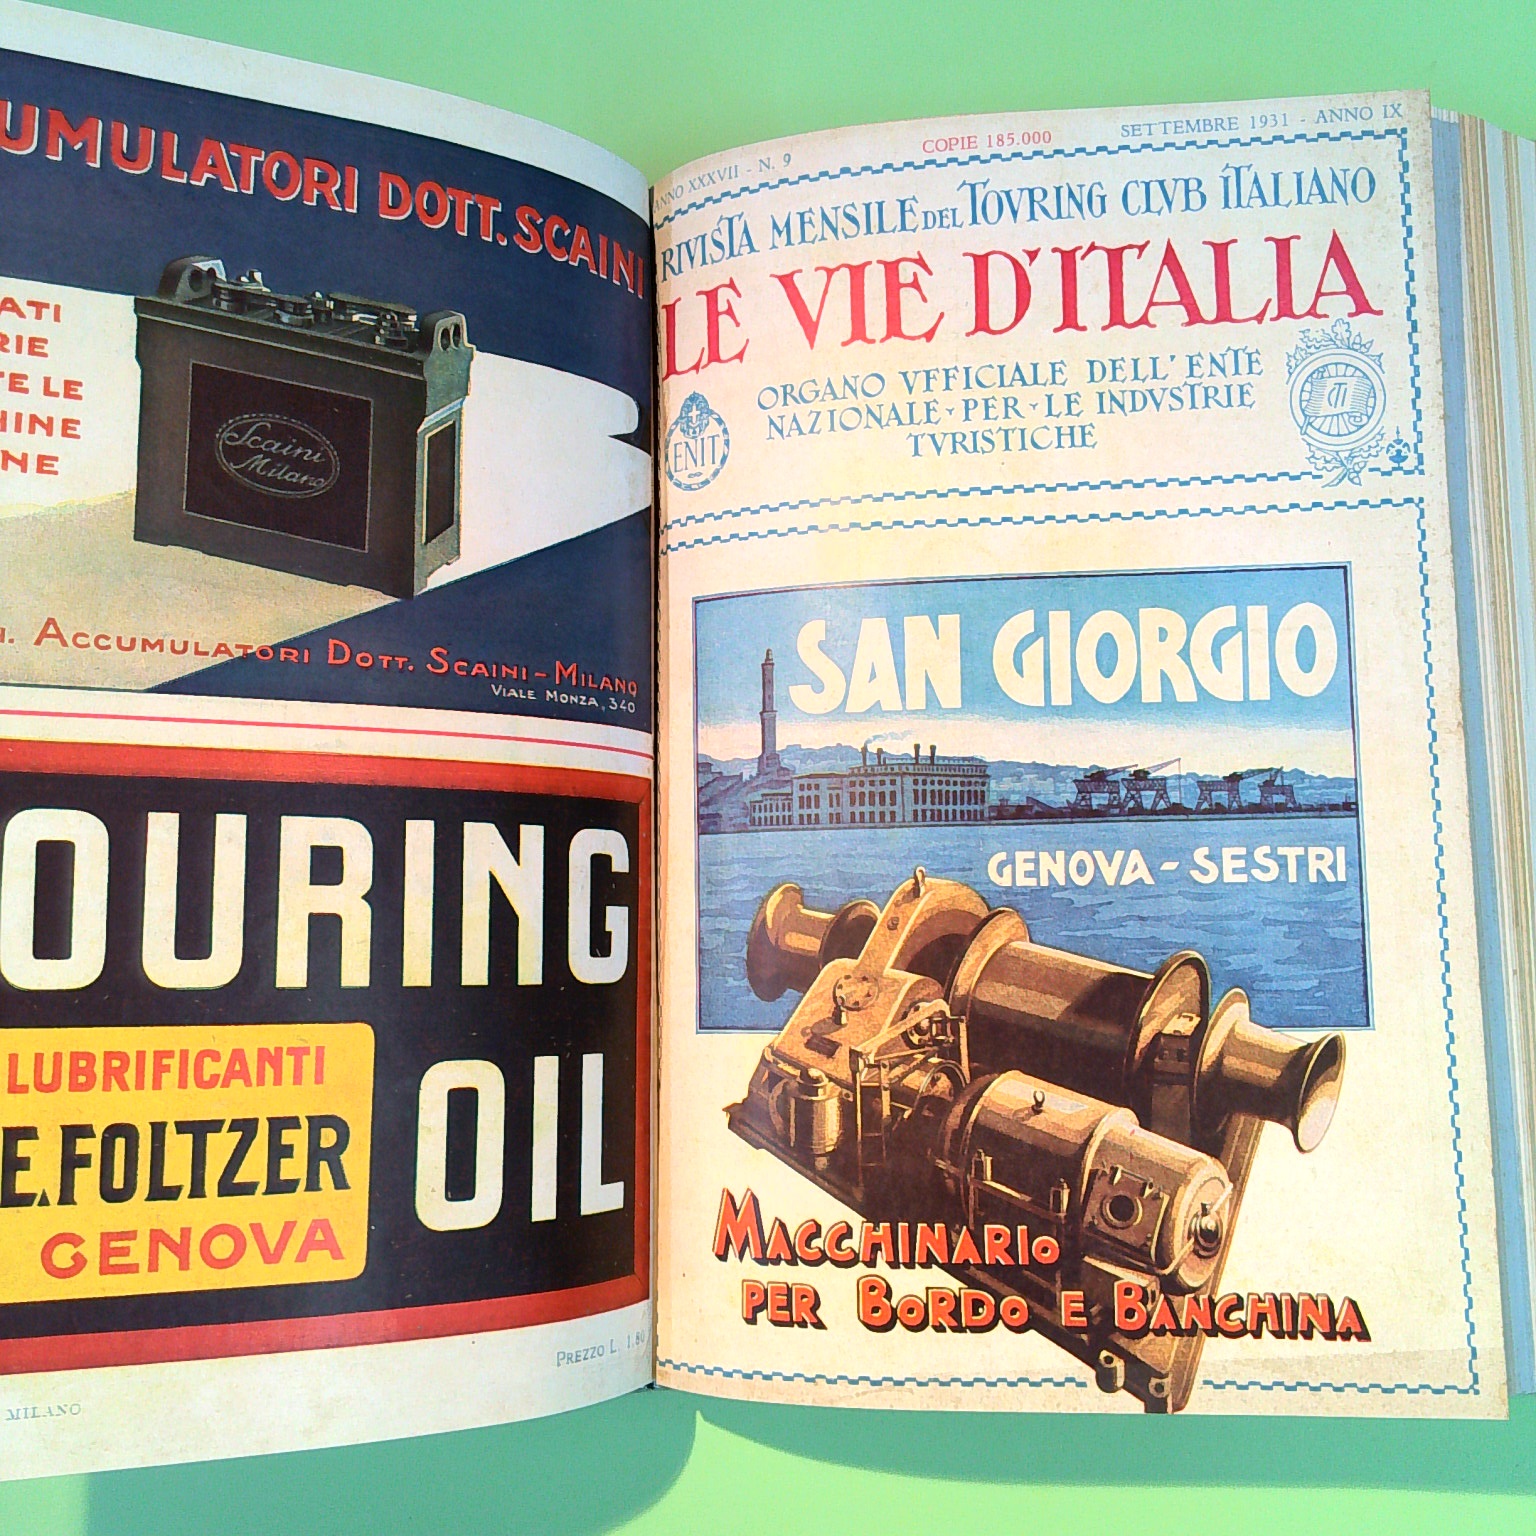 UMULATORI DOTT. SCAINI
ATI
RIE
TE LE
HINE
NE
Scaini
Milano
ACCUMULATORI DOTT. SCAINI - MILANO
VIALE MONZA, 340
OURING
OIL
LUBRIFICANTI
E. FOLTZER
GENOVA
PREZZO L. 1.80
MILANO
ANNO XXXVII - N. 9
COPIE 185.000
SETTEMBRE 1931 - ANNO IX
RIVISTA MENSILE DEL TOVRING CLVB ITALIANO
LE VIE D'ITALIA
ORGANO VFFICIALE DELL' ENTE
NAZIONALE PER LE INDVSTRIE
TVRISTICHE
ENIT
SAN GIORGIO
GENOVA - SESTRI
MACCHINARIO
PER BORDO E BANCHINA